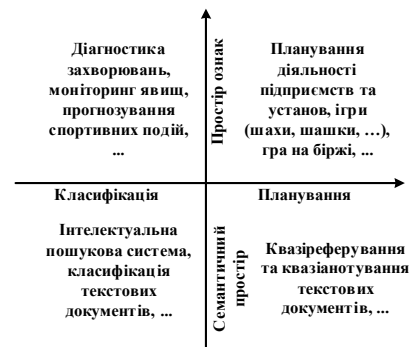 Діагностика
захворювань,
моніторинг явищ,
прогнозування
спортивних подій,
...
Простір ознак
Планування
діяльності
підприємств та
установ, ігри
(шахи, шашки, ...),
гра на біржі, ...
Класифікація
Планування
Інтелектуальна
пошукова система,
класифікація
текстових
документів, ...
Семантичний
простір
Квазіреферування
та квазіанотування
текстових
документів, ...